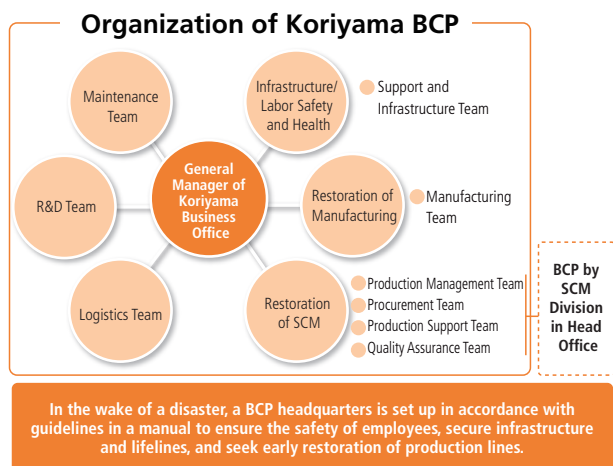 Organization of Koriyama BCP
Maintenance
Team
Infrastructure/
Labor Safety
and Health
Support and
Infrastructure Team
General
Manager of
Koriyama
Business
Office
R&D Team
Restoration of
Manufacturing
Manufacturing
Team
Logistics Team
Restoration
of SCM
Production Management Team
Procurement Team
Production Support Team
Quality Assurance Team
BCP by
SCM
Division
in Head
Office
In the wake of a disaster, a BCP headquarters is set up in accordance with
guidelines in a manual to ensure the safety of employees, secure infrastructure
and lifelines, and seek early restoration of production lines.